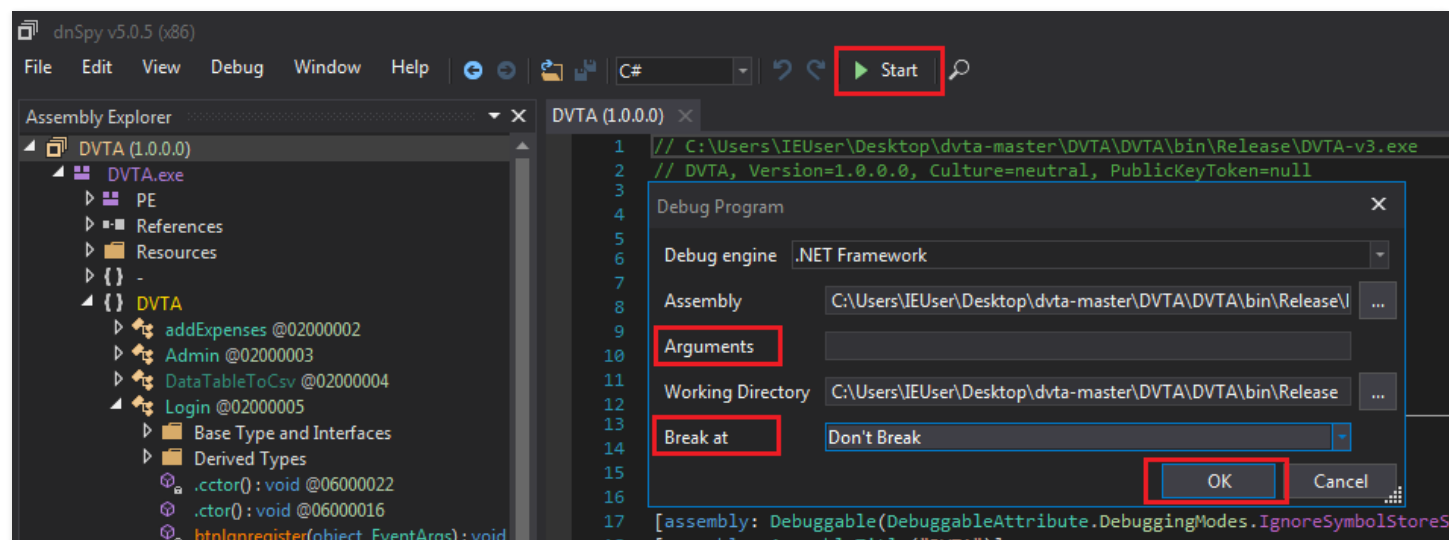 dnSpy v5.0.5 (x86)
File Edit View Debug Window Help C# Start
Assembly Explorer
DVTA (1.0.0.0)
DVTA.exe
PE
References
Resources
{ } -
{ } DVTA
addExpenses @02000002
Admin @02000003
DataTableToCsv @02000004
Login @02000005
Base Type and Interfaces
Derived Types
.cctor() : void @06000022
.ctor() : void @06000016
btnlgnregister(object, EventArgs) : void
DVTA (1.0.0.0)
1 // C:\Users\IEUser\Desktop\dvta-master\DVTA\DVTA\bin\Release\DVTA-v3.exe
2 // DVTA, Version=1.0.0.0, Culture=neutral, PublicKeyToken=null
3
4
5
6
7
8
9
10
11
12
13
14
15
16
17 [assembly: Debuggable(DebuggableAttribute.DebuggingModes.IgnoreSymbolStoreS
Debug Program
Debug engine .NET Framework
Assembly C:\Users\IEUser\Desktop\dvta-master\DVTA\DVTA\bin\Release\ ...
Arguments
Working Directory C:\Users\IEUser\Desktop\dvta-master\DVTA\DVTA\bin\Release ...
Break at Don't Break
OK Cancel